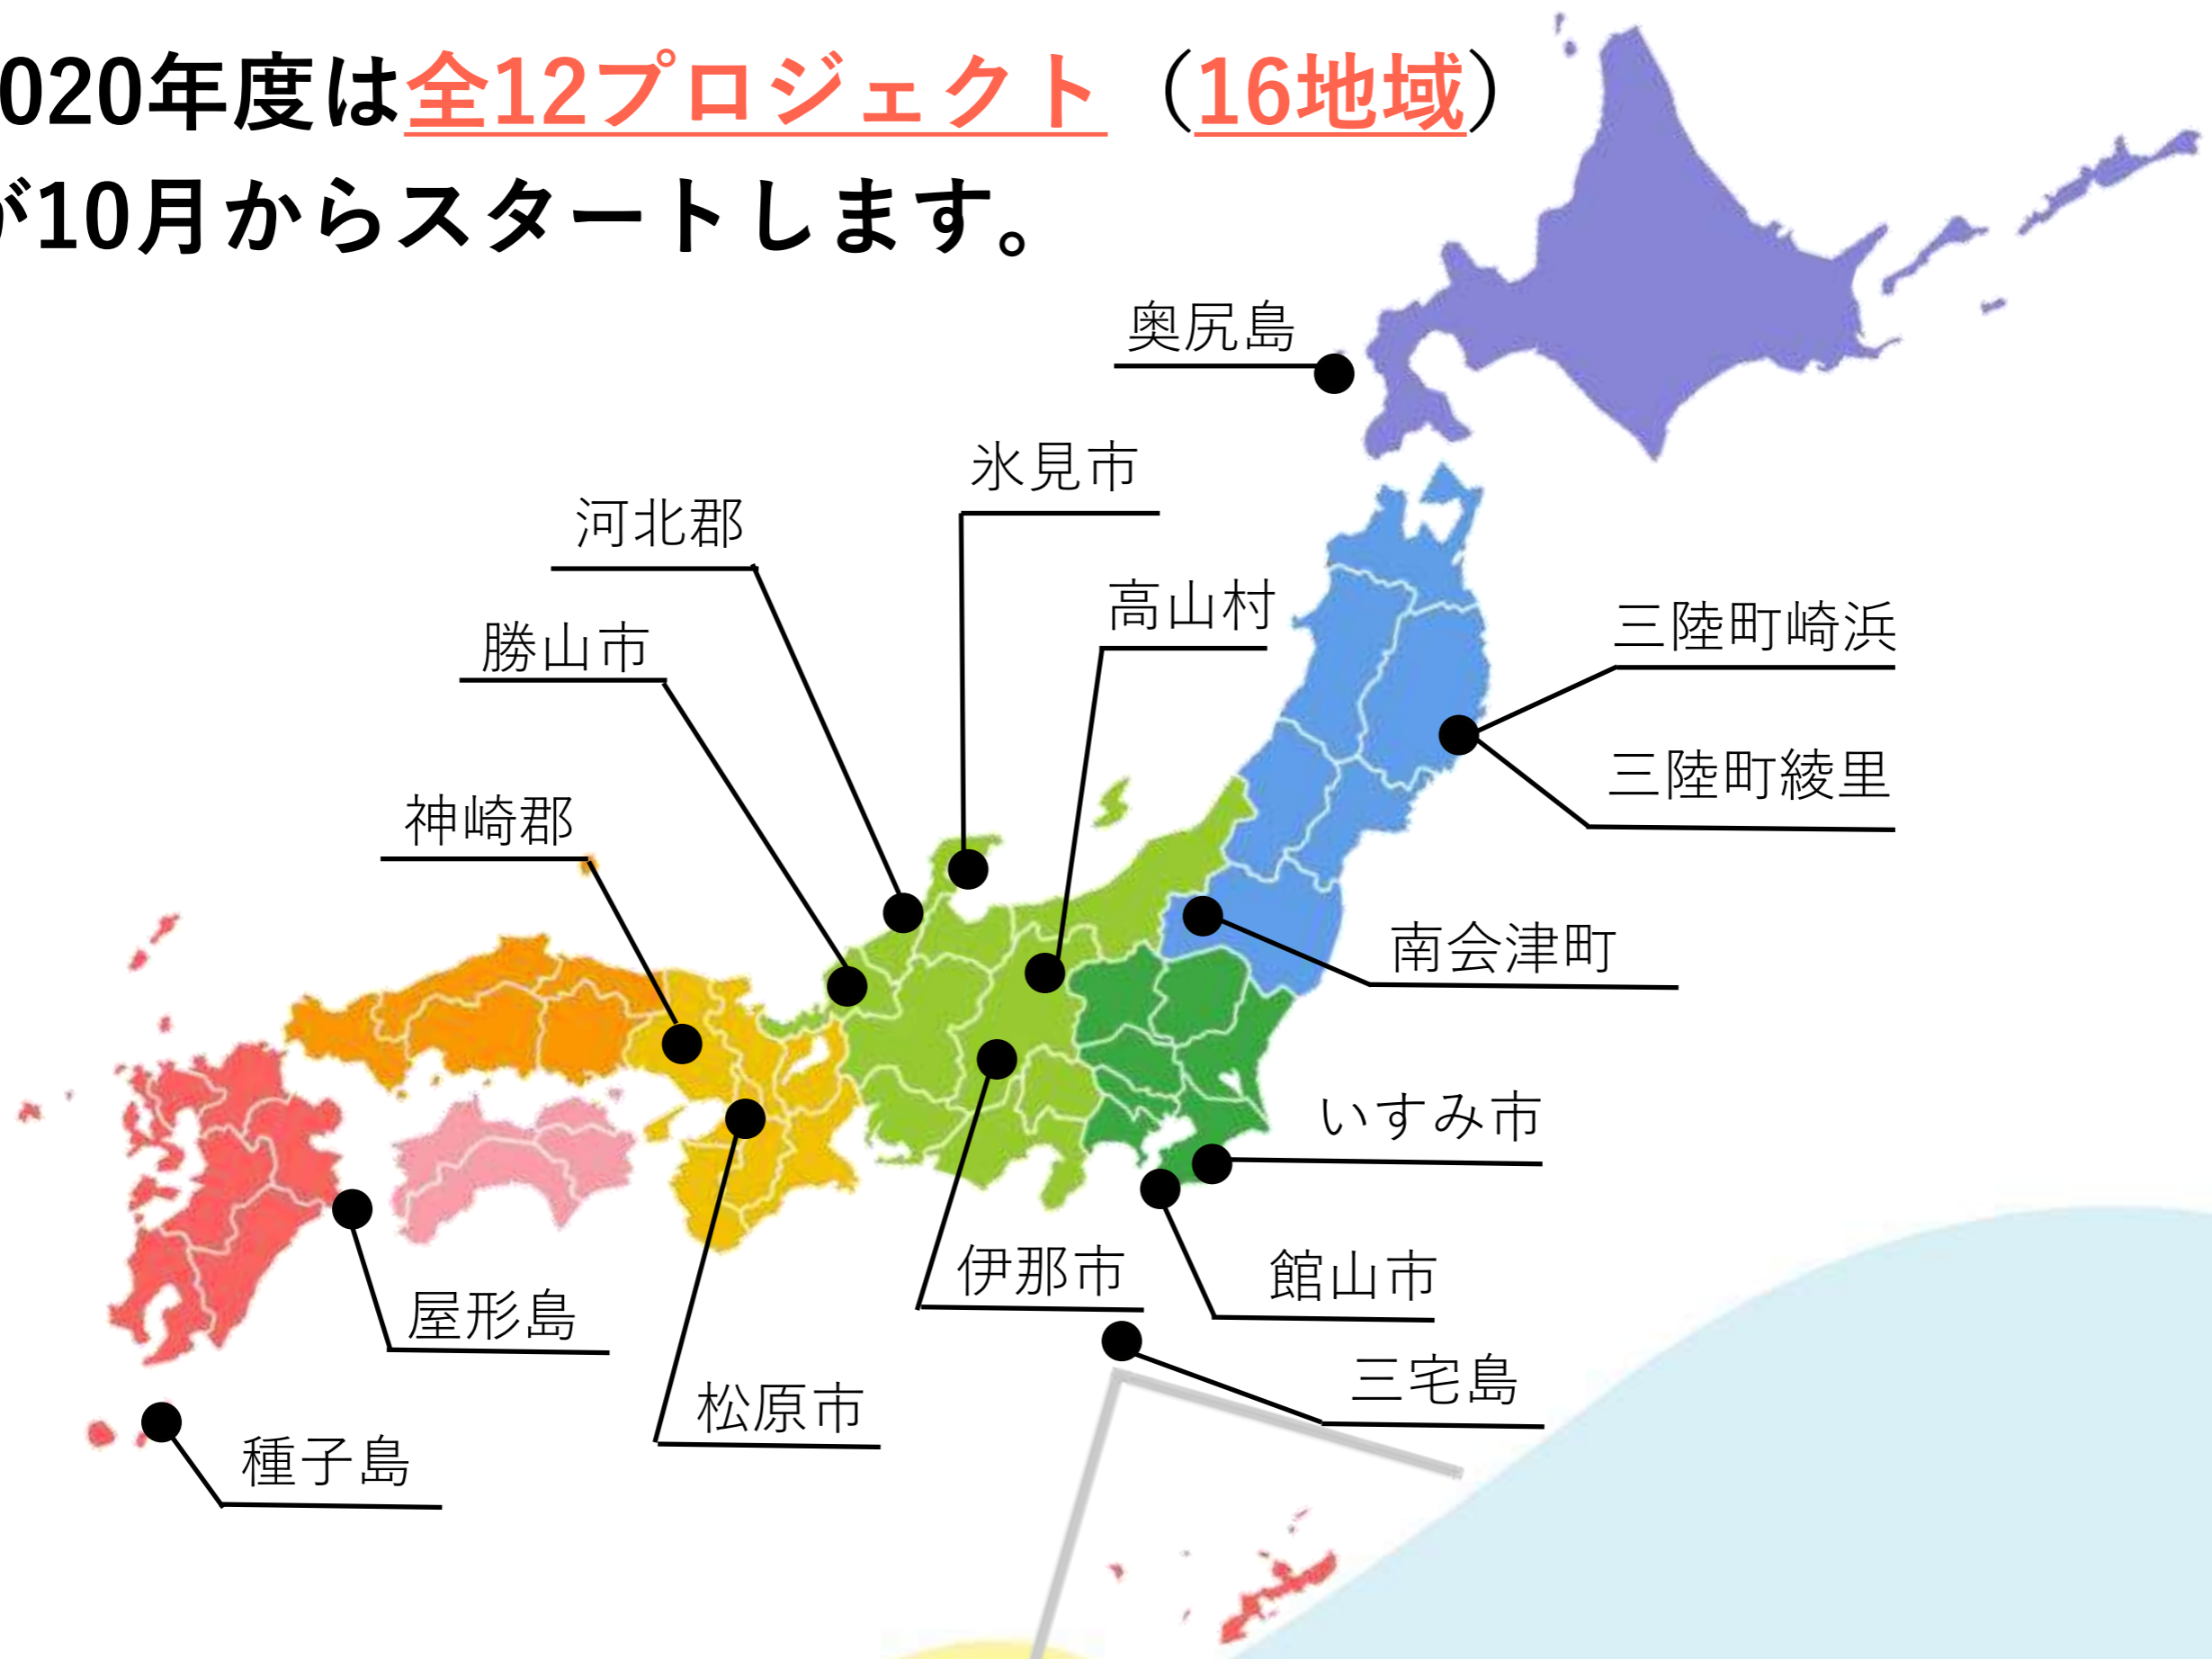 020年度は全12プロジェクト（16地域）
が10月からスタートします。
奥尻島
氷見市
河北郡
高山村
三陸町崎浜
勝山市
三陸町綾里
神崎郡
南会津町
いすみ市
伊那市
館山市
屋形島
三宅島
松原市
種子島